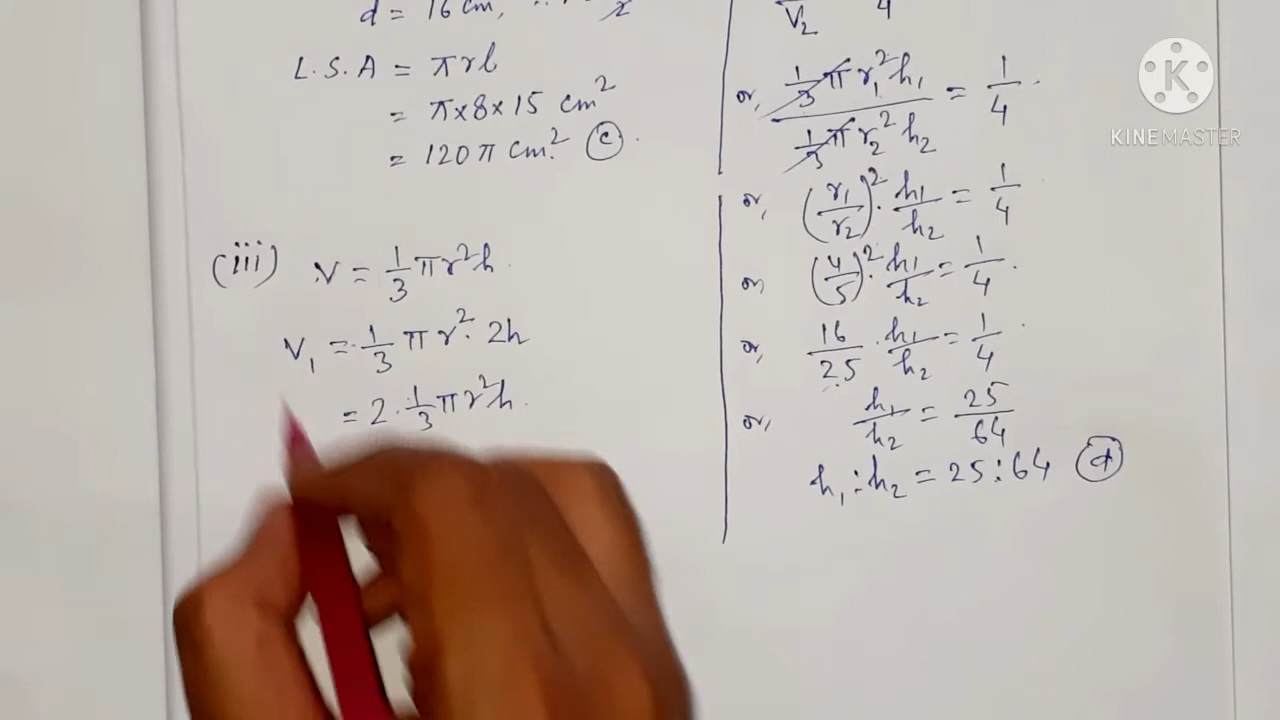 d = 16 cm,
L.S.A = πrl
= π×8×15 cm²
= 120π cm². (c).
(iii) V = 1/3 πr²h.
V₁ = 1/3 πr². 2h
= 2. 1/3 πr²h.
V₂ 4
or, (1/3 πr₁²h₁)/(1/3 πr₂²h₂) = 1/4.
or, (r₁/r₂)². h₁/h₂ = 1/4
or, (4/5)². h₁/h₂ = 1/4.
or, 16/25 . h₁/h₂ = 1/4.
or, h₁/h₂ = 25/64
h₁ : h₂ = 25 : 64 (d)
K
KINEMASTER